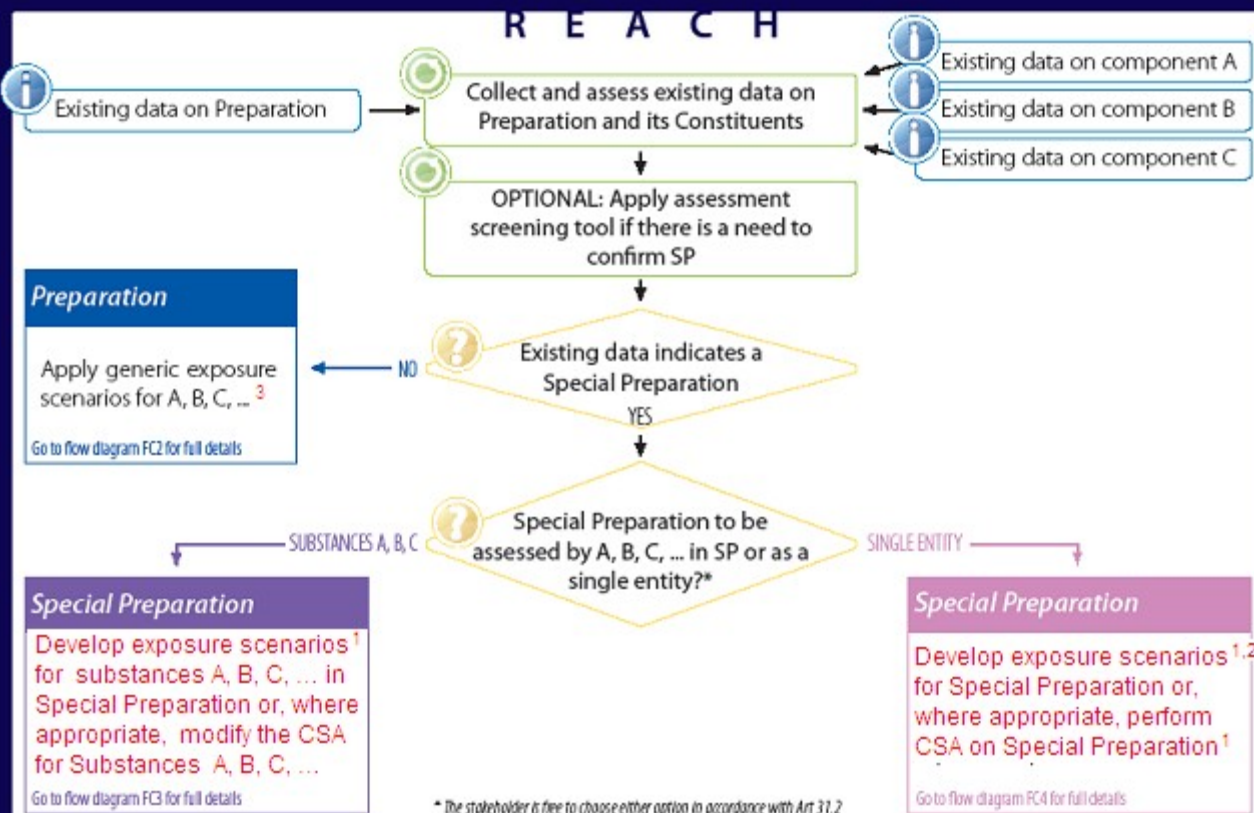 R E A C H
Existing data on Preparation
Collect and assess existing data on
Preparation and its Constituents
Existing data on component A
Existing data on component B
Existing data on component C
OPTIONAL: Apply assessment
screening tool if there is a need to
confirm SP
Existing data indicates a
Special Preparation
NO
YES
Preparation
Apply generic exposure
scenarios for A, B, C, ... 3
Go to flow diagram FC2 for full details
Special Preparation to be
assessed by A, B, C, ... in SP or as a
single entity?*
SUBSTANCES A, B, C
SINGLE ENTITY
Special Preparation
Develop exposure scenarios 1
for substances A, B, C, ... in
Special Preparation or, where
appropriate, modify the CSA
for Substances A, B, C, ...
Go to flow diagram FC3 for full details
Special Preparation
Develop exposure scenarios 1,2
for Special Preparation or,
where appropriate, perform
CSA on Special Preparation 1
Go to flow diagram FC4 for full details
* The stakeholder is free to choose either option in accordance with Art 31.2